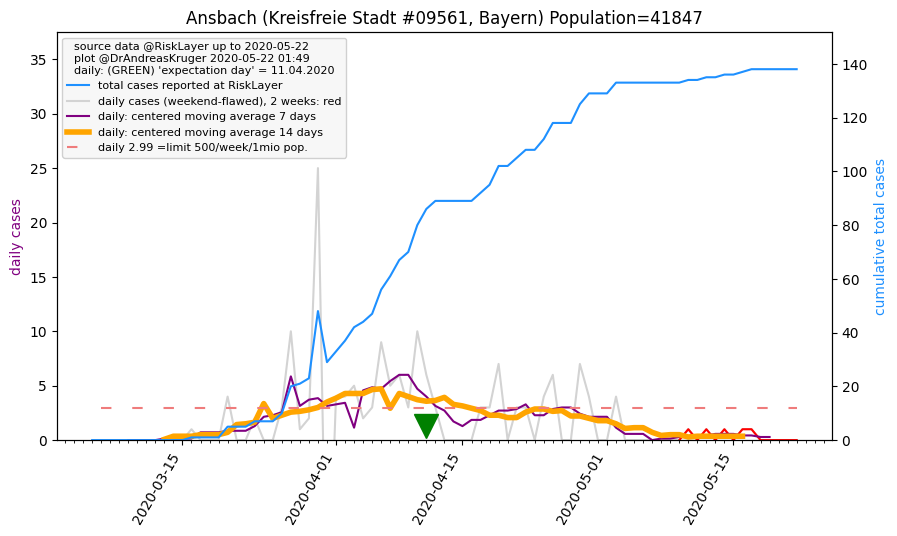 Ansbach (Kreisfreie Stadt #09561, Bayern) Population=41847
source data @RiskLayer up to 2020-05-22
plot @DrAndreasKruger 2020-05-22 01:49
daily: (GREEN) 'expectation day' = 11.04.2020
total cases reported at RiskLayer
daily cases (weekend-flawed), 2 weeks: red
daily: centered moving average 7 days
daily: centered moving average 14 days
daily 2.99 =limit 500/week/1mio pop.
daily cases
35
30
25
20
15
10
5
0
cumulative total cases
140
120
100
80
60
40
20
0
2020-03-15
2020-04-01
2020-04-15
2020-05-01
2020-05-15